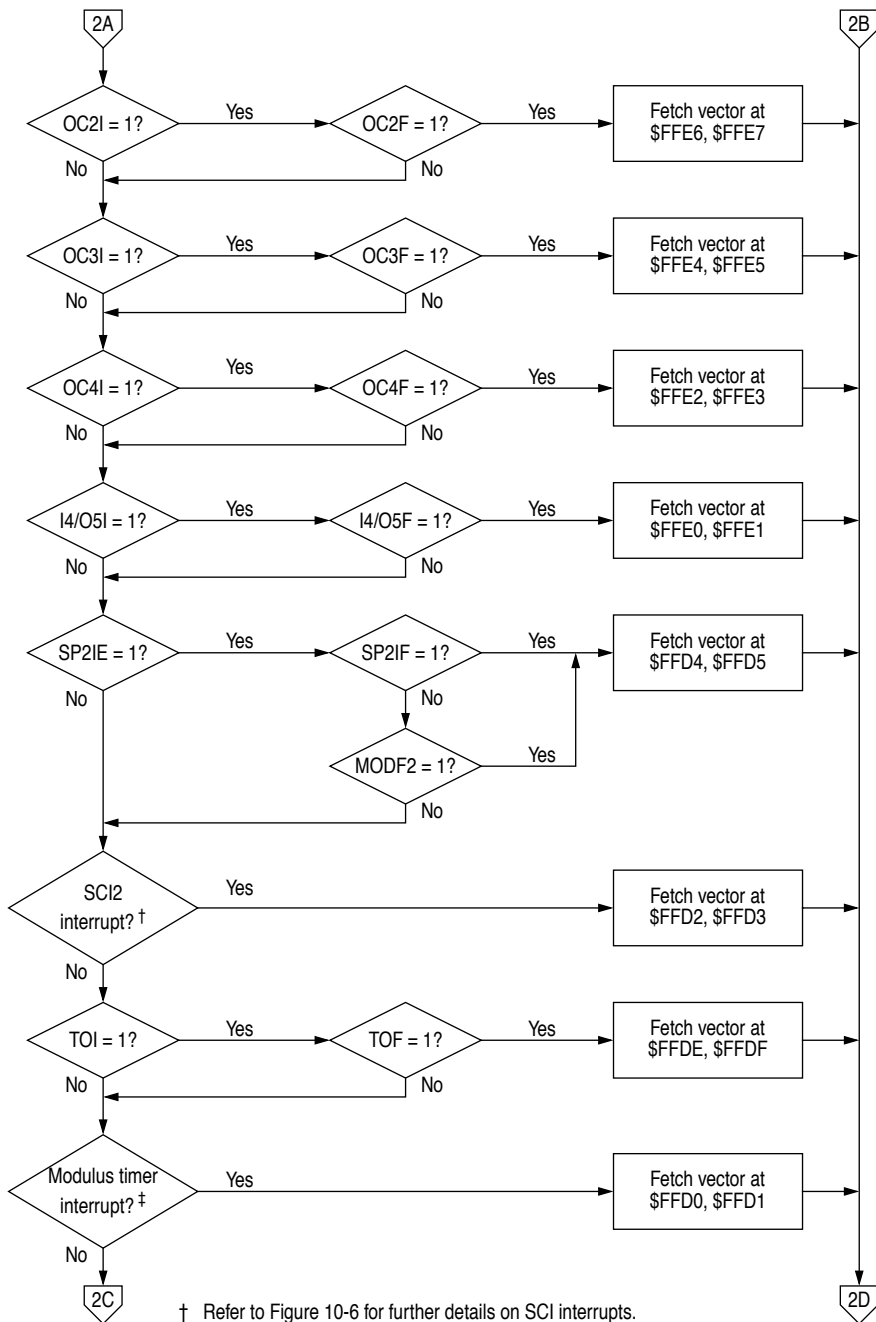 2A
2B
OC2I = 1?
Yes
OC2F = 1?
Yes
Fetch vector at
$FFE6, $FFE7
No
No
OC3I = 1?
Yes
OC3F = 1?
Yes
Fetch vector at
$FFE4, $FFE5
No
No
OC4I = 1?
Yes
OC4F = 1?
Yes
Fetch vector at
$FFE2, $FFE3
No
No
I4/O5I = 1?
Yes
I4/O5F = 1?
Yes
Fetch vector at
$FFE0, $FFE1
No
No
SP2IE = 1?
Yes
SP2IF = 1?
Yes
Fetch vector at
$FFD4, $FFD5
No
No
MODF2 = 1?
Yes
No
SCI2
interrupt? †
Yes
Fetch vector at
$FFD2, $FFD3
No
TOI = 1?
Yes
TOF = 1?
Yes
Fetch vector at
$FFDE, $FFDF
No
No
Modulus timer
interrupt? ‡
Yes
Fetch vector at
$FFD0, $FFD1
No
2C
2D
† Refer to Figure 10-6 for further details on SCI interrupts.